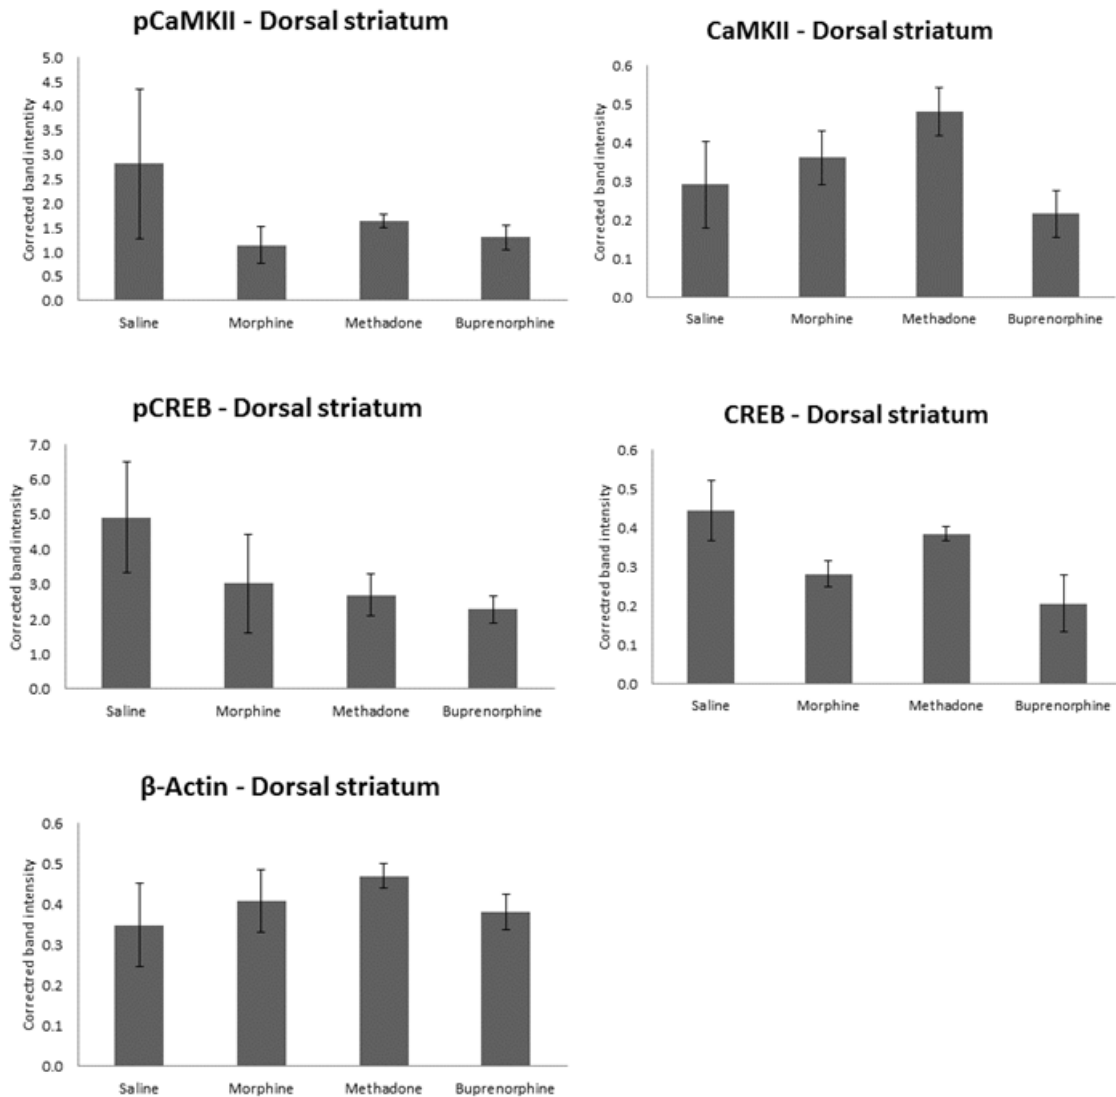 pCaMKII - Dorsal striatum
Corrected band intentity
5.0
4.5
4.0
3.5
3.0
2.5
2.0
1.5
1.0
0.5
0.0
Saline Morphine Methadone Buprenorphine
CaMKII - Dorsal striatum
Corrected band intensity
0.6
0.5
0.4
0.3
0.2
0.1
0.0
Saline Morphine Methadone Buprenorphine
pCREB - Dorsal striatum
Corrected band intensity
7.0
6.0
5.0
4.0
3.0
2.0
1.0
0.0
Saline Morphine Methadone Buprenorphine
CREB - Dorsal striatum
Correctred band intensity
0.6
0.5
0.4
0.3
0.2
0.1
0.0
Saline Morphine Methadone Buprenorphine
β-Actin - Dorsal striatum
Correctred band intensity
0.6
0.5
0.4
0.3
0.2
0.1
0.0
Saline Morphine Methadone Buprenorphine